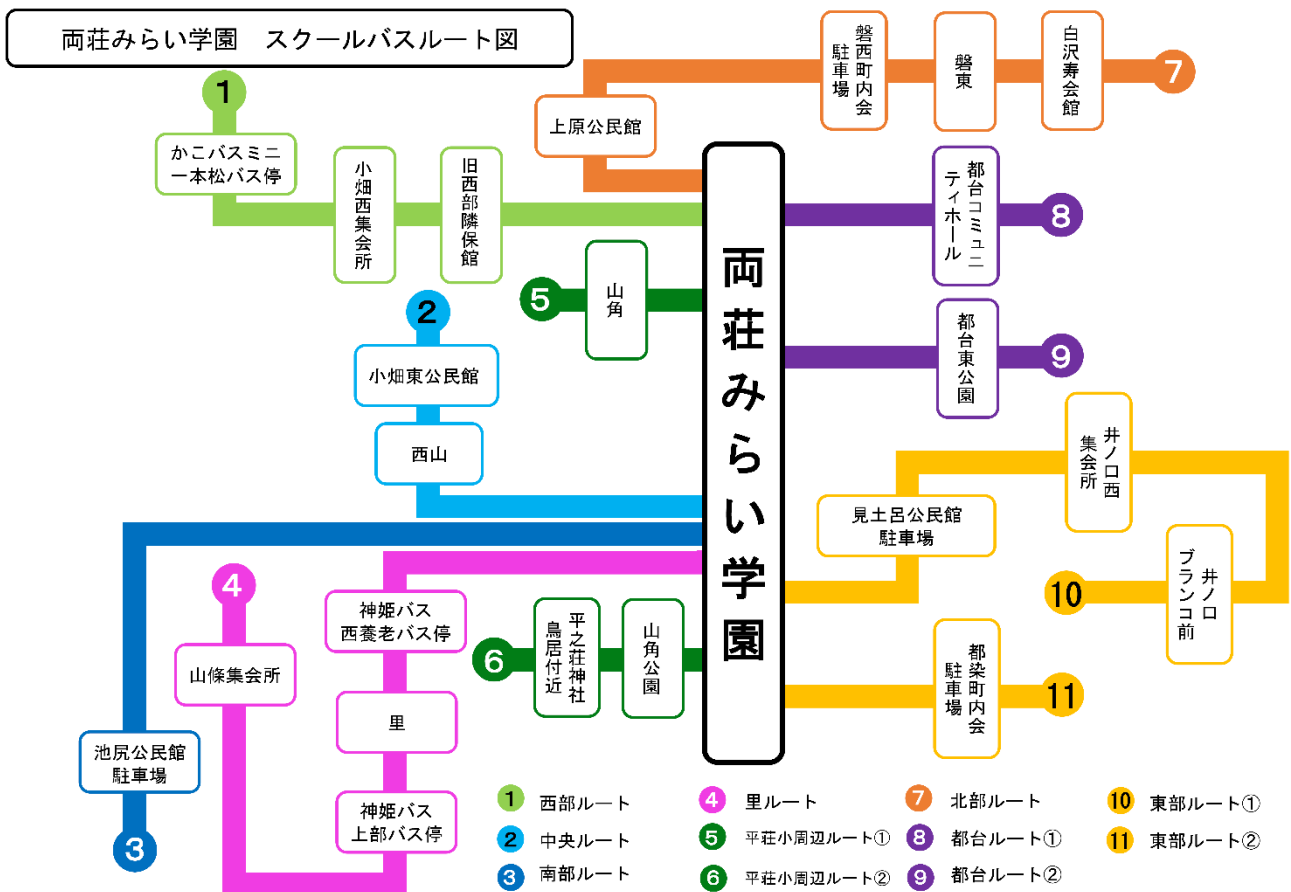 両荘みらい学園　スクールバスルート図
1
かこバスミニ
一本松バス停
小畑西集会所
旧西部隣保館
上原公民館
磐西町内会
駐車場
磐東
白沢寿会館
7
都台コミュニ
ティホール
8
5
山角
2
小畑東公民館
西山
都台東公園
9
両荘みらい学園
井ノ口西
集会所
見土呂公民館
駐車場
井ノ口
ブランコ前
10
4
山條集会所
神姫バス
西養老バス停
里
神姫バス
上部バス停
6
平之荘神社
鳥居付近
山角公園
都染町内会
駐車場
11
池尻公民館
駐車場
3
1 西部ルート
2 中央ルート
3 南部ルート
4 里ルート
5 平荘小周辺ルート①
6 平荘小周辺ルート②
7 北部ルート
8 都台ルート①
9 都台ルート②
10 東部ルート①
11 東部ルート②